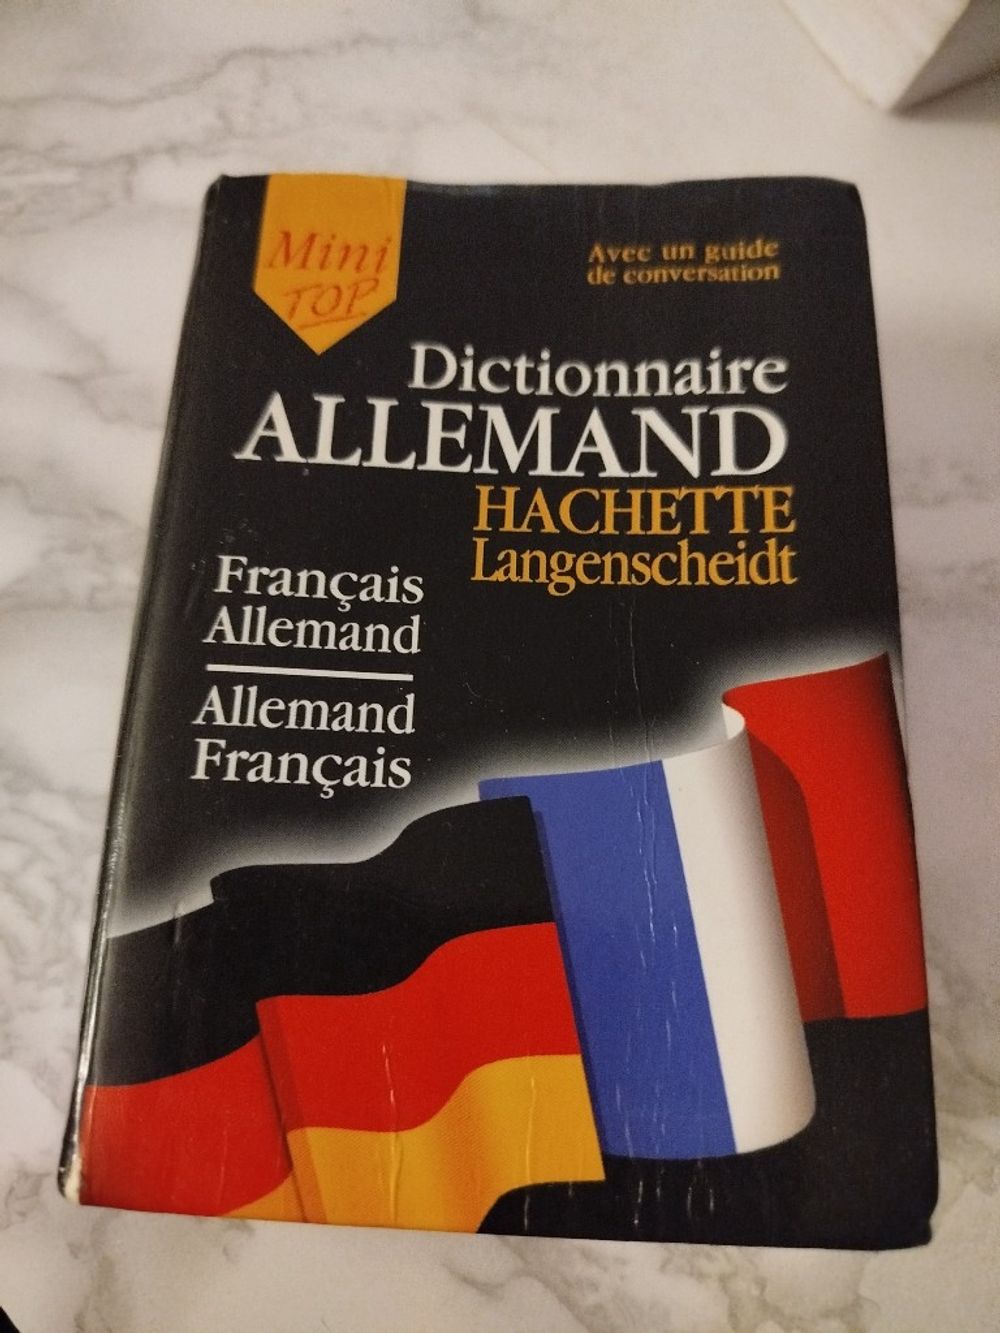 Mini
TOP
Avec un guide
de conversation
Dictionnaire
ALLEMAND
HACHETTE
Langenscheidt
Français
Allemand
Allemand
Français